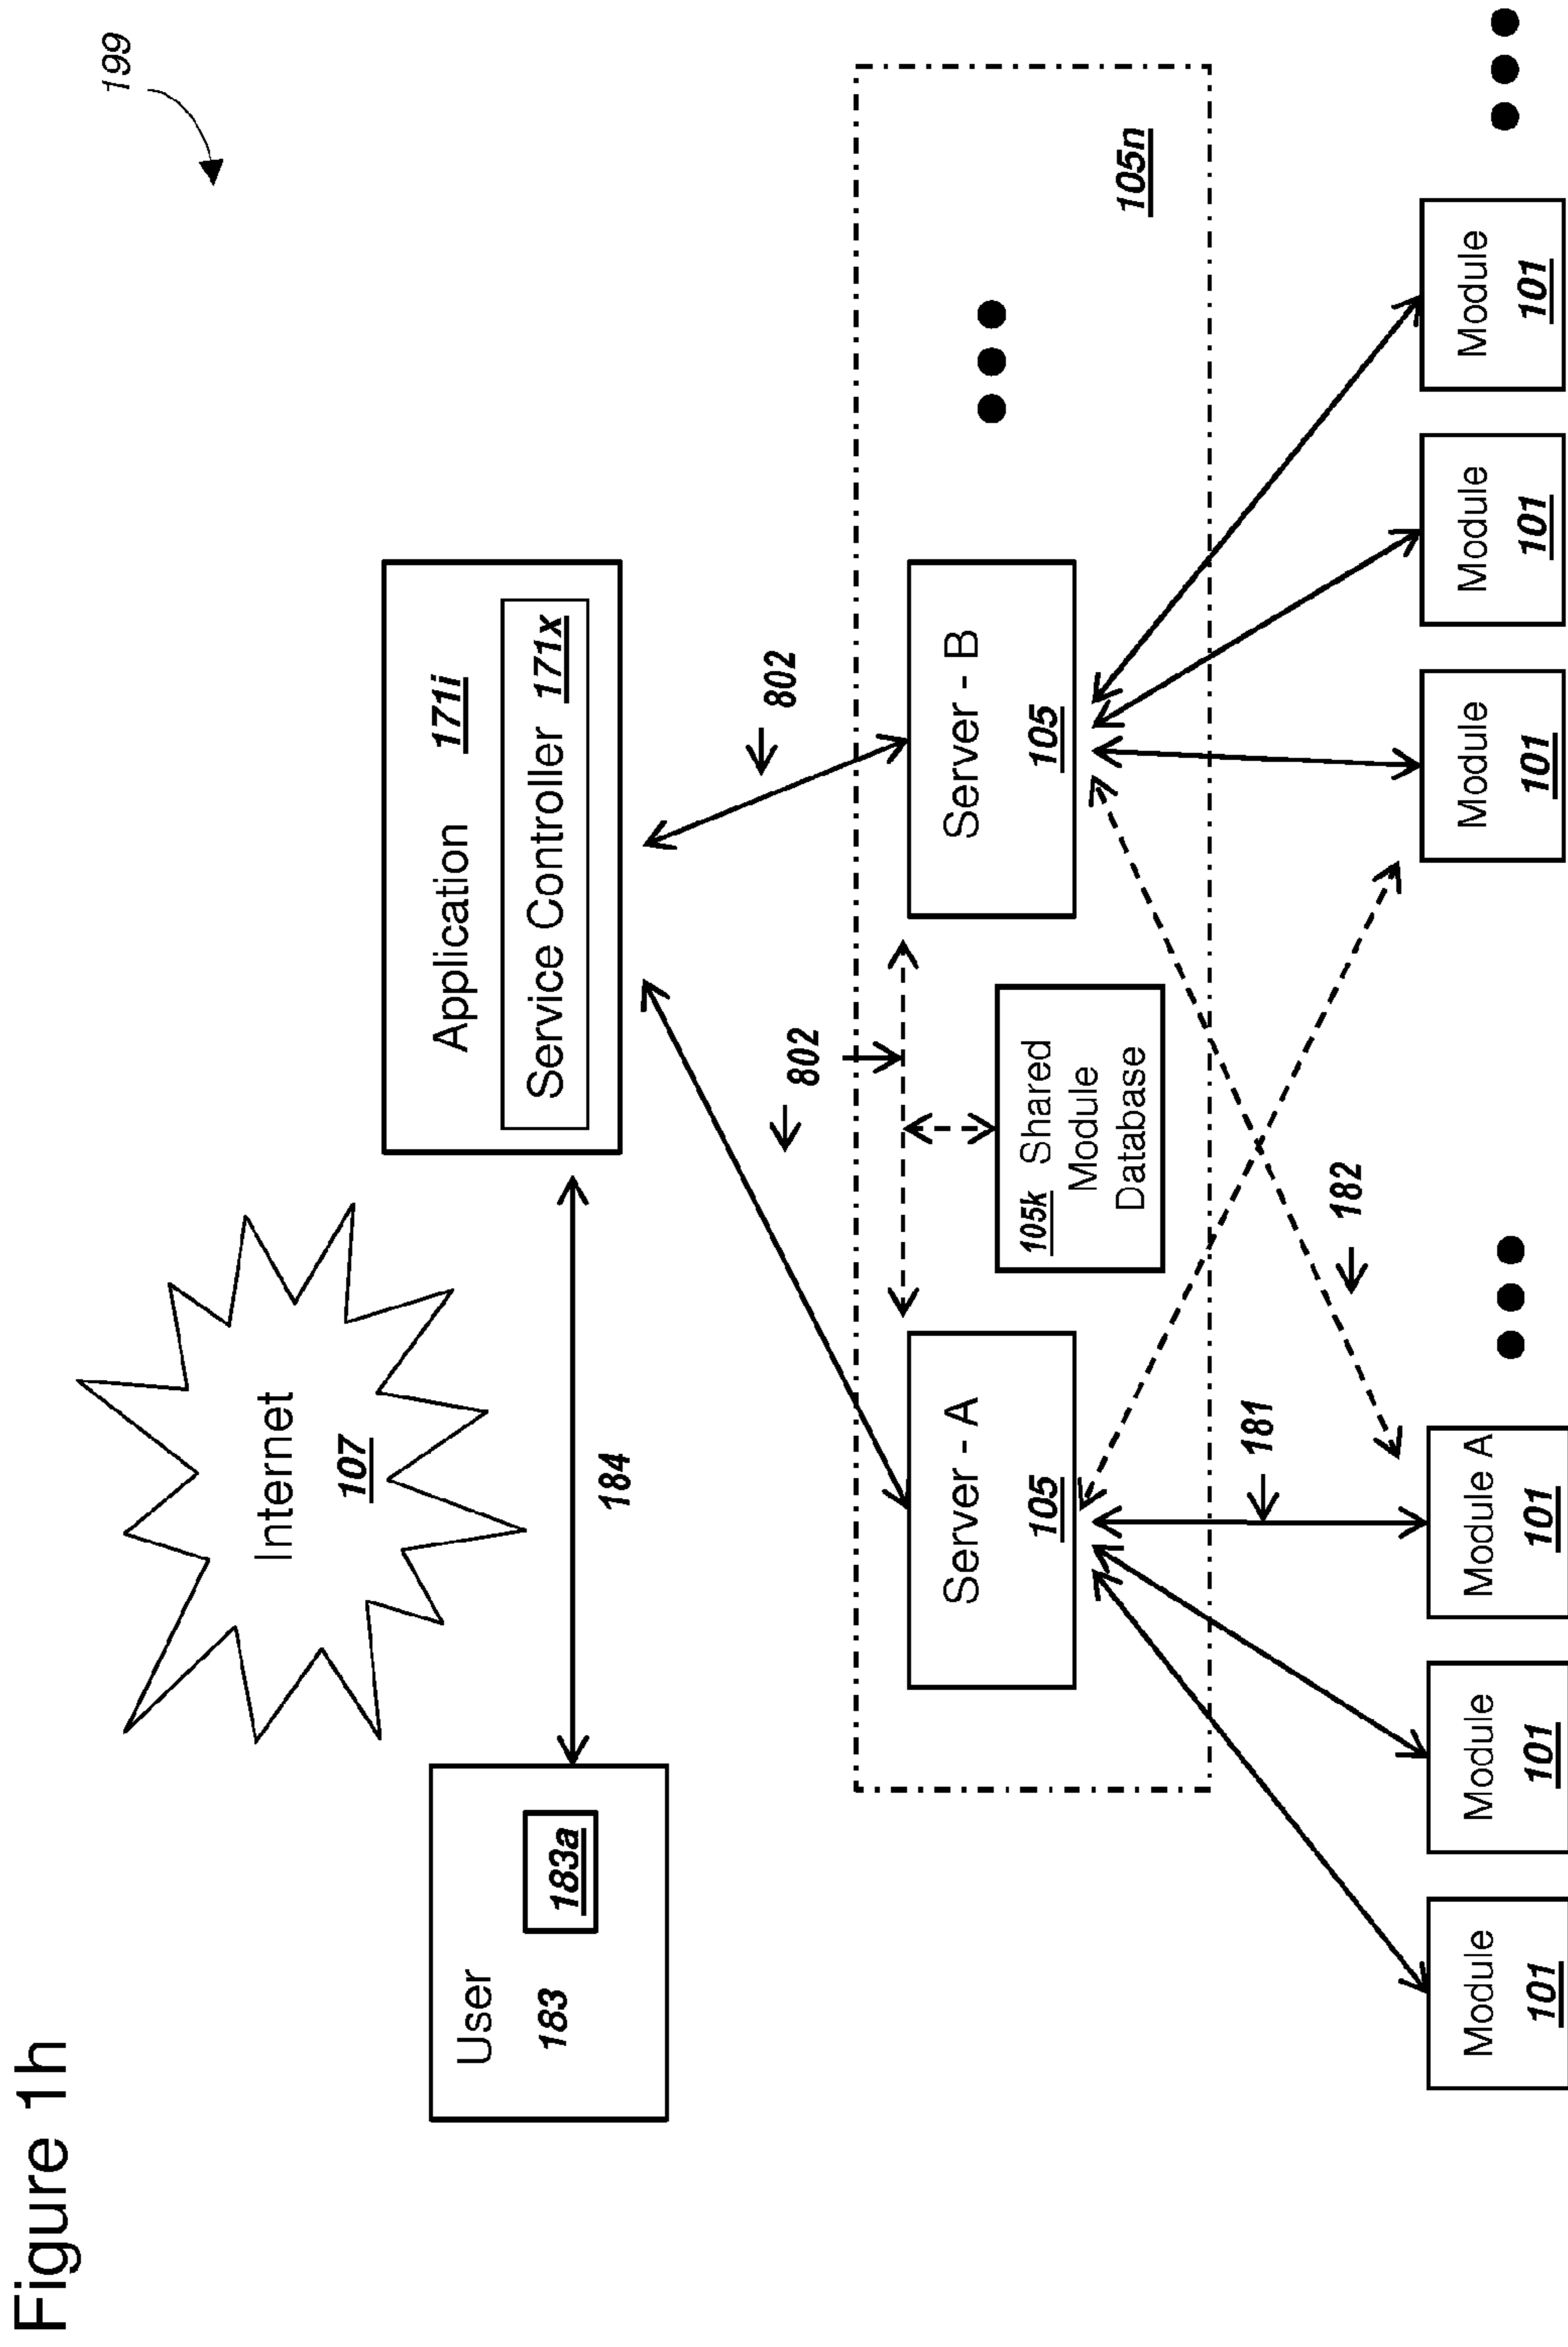 Figure 1h
199
Internet
107
User
183
183a
184
Application 171i
Service Controller 171x
802
802
802
Server - A
105
Server - B
105
105k Shared
Module
Database
105n
181
182
Module
101
Module
101
Module A
101
Module
101
Module
101
Module
101